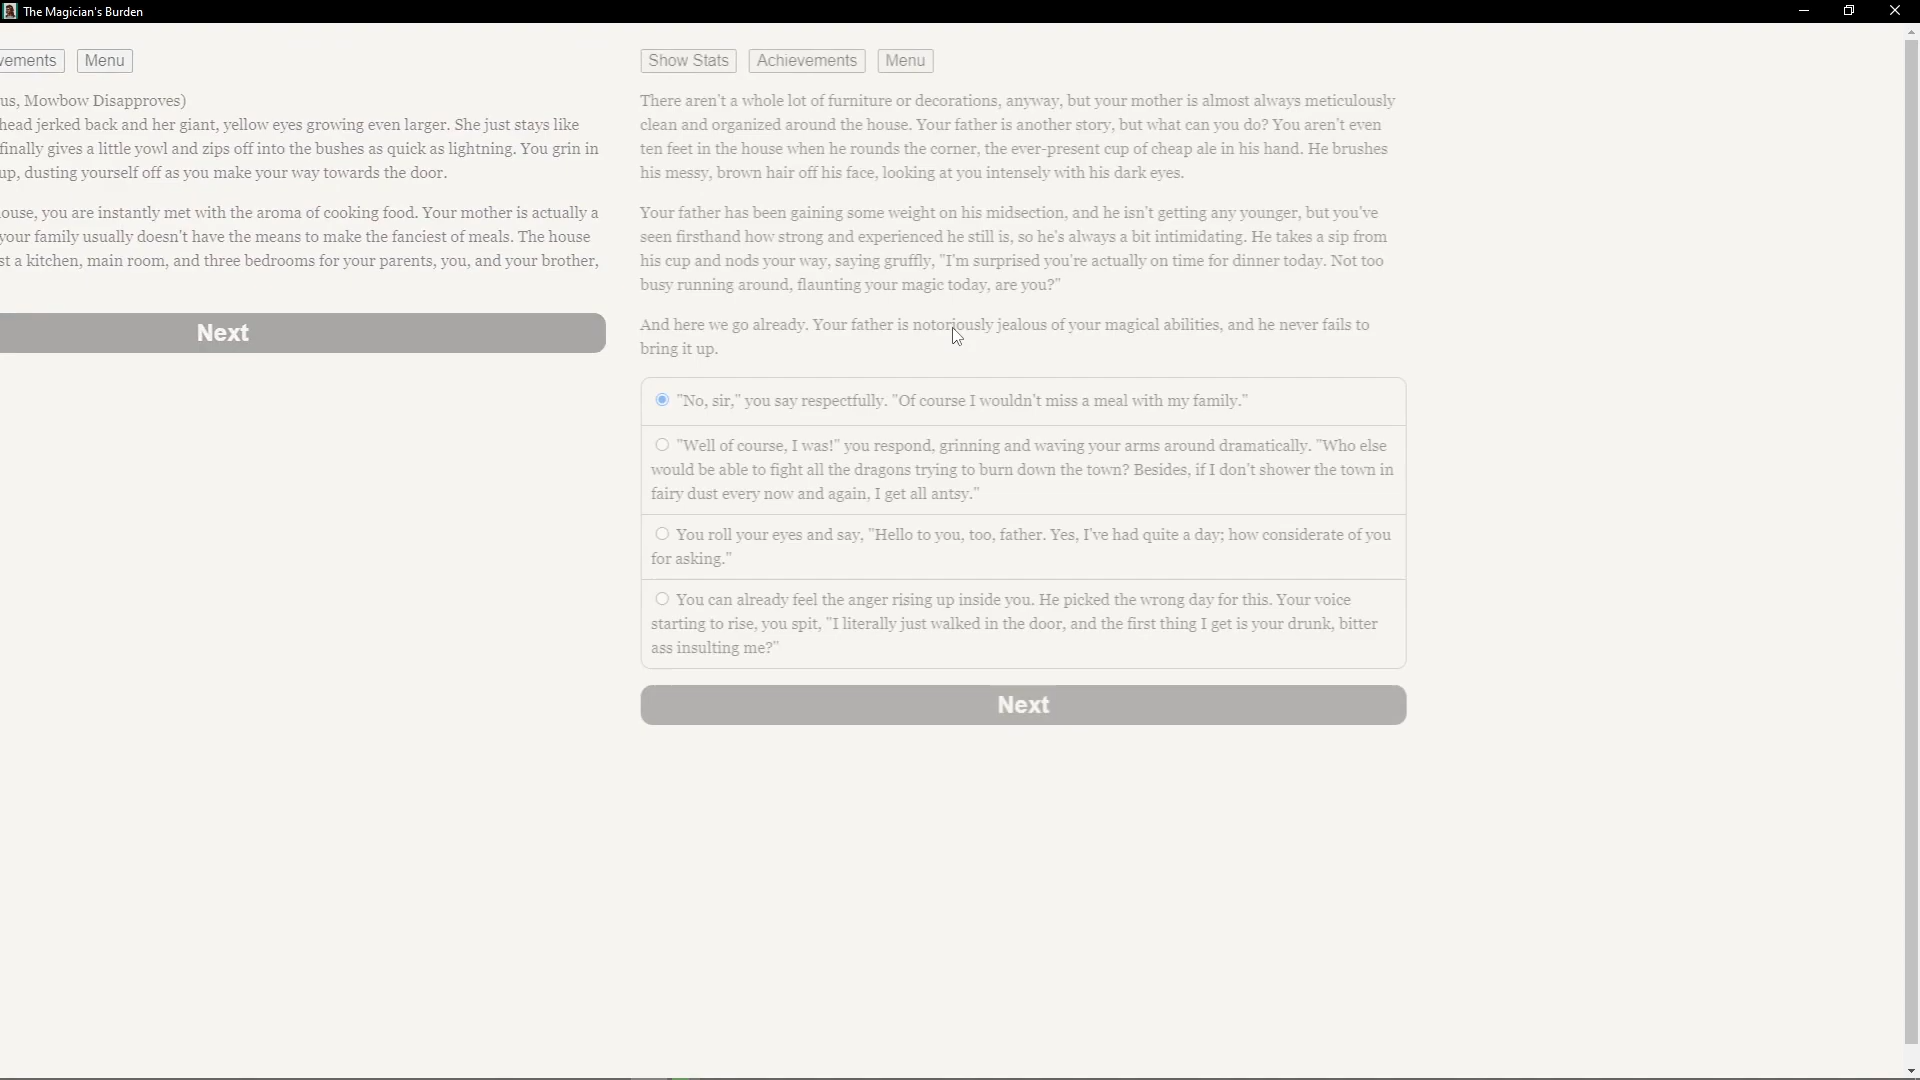 The Magician's Burden
vements
Menu
us, Mowbow Disapproves)
head jerked back and her giant, yellow eyes growing even larger. She just stays like
finally gives a little yowl and zips off into the bushes as quick as lightning. You grin in
up, dusting yourself off as you make your way towards the door.
ouse, you are instantly met with the aroma of cooking food. Your mother is actually a
your family usually doesn't have the means to make the fanciest of meals. The house
st a kitchen, main room, and three bedrooms for your parents, you, and your brother,
Next
Show Stats
Achievements
Menu
There aren't a whole lot of furniture or decorations, anyway, but your mother is almost always meticulously
clean and organized around the house. Your father is another story, but what can you do? You aren't even
ten feet in the house when he rounds the corner, the ever-present cup of cheap ale in his hand. He brushes
his messy, brown hair off his face, looking at you intensely with his dark eyes.
Your father has been gaining some weight on his midsection, and he isn't getting any younger, but you've
seen firsthand how strong and experienced he still is, so he's always a bit intimidating. He takes a sip from
his cup and nods your way, saying gruffly, "I'm surprised you're actually on time for dinner today. Not too
busy running around, flaunting your magic today, are you?"
And here we go already. Your father is notoriously jealous of your magical abilities, and he never fails to
bring it up.
"No, sir," you say respectfully. "Of course I wouldn't miss a meal with my family."
"Well of course, I was!" you respond, grinning and waving your arms around dramatically. "Who else
would be able to fight all the dragons trying to burn down the town? Besides, if I don't shower the town in
fairy dust every now and again, I get all antsy."
You roll your eyes and say, "Hello to you, too, father. Yes, I've had quite a day; how considerate of you
for asking."
You can already feel the anger rising up inside you. He picked the wrong day for this. Your voice
starting to rise, you spit, "I literally just walked in the door, and the first thing I get is your drunk, bitter
ass insulting me?"
Next